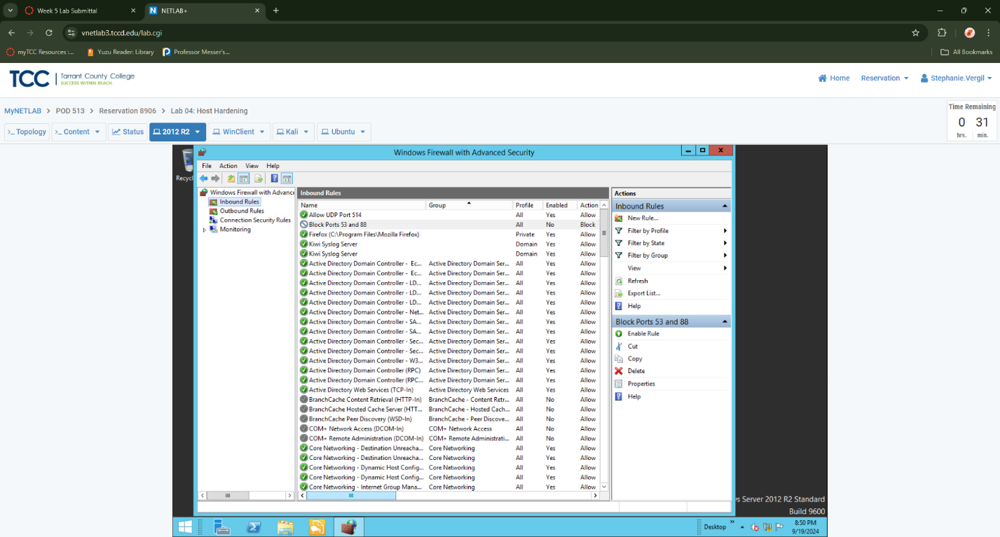 Week 5 Lab Submittal
NETLAB+
vnetlab3.tccd.edu/lab.cgi
myTCC Resources :...
Yuzu Reader: Library
Professor Messer's...
All Bookmarks
TCC
Tarrant County College
SUCCESS WITHIN REACH.
Home
Reservation
Stephanie.Vergil
MyNETLAB > POD 513 > Reservation 8906 > Lab 04: Host Hardening
Time Remaining
0 31
hrs. min.
>_ Topology
>_ Content
Status
2012 R2
WinClient
Kali
Ubuntu
Recycl
Windows Firewall with Advanced Security
File Action View Help
Windows Firewall with Advance
Inbound Rules
Outbound Rules
Connection Security Rules
Monitoring
Inbound Rules
Name Group Profile Enabled Action
Allow UDP Port 514 All Yes Allow
Block Ports 53 and 88 All No Block
Firefox (C:\Program Files\Mozilla Firefox) Private Yes Allow
Kiwi Syslog Server Domain Yes Allow
Kiwi Syslog Server Domain Yes Allow
Active Directory Domain Controller - Ec... Active Directory Domain Ser... All Yes Allow
Active Directory Domain Controller - Ec... Active Directory Domain Ser... All Yes Allow
Active Directory Domain Controller - LD... Active Directory Domain Ser... All Yes Allow
Active Directory Domain Controller - LD... Active Directory Domain Ser... All Yes Allow
Active Directory Domain Controller - LD... Active Directory Domain Ser... All Yes Allow
Active Directory Domain Controller - Net... Active Directory Domain Ser... All Yes Allow
Active Directory Domain Controller - SA... Active Directory Domain Ser... All Yes Allow
Active Directory Domain Controller - SA... Active Directory Domain Ser... All Yes Allow
Active Directory Domain Controller - Sec... Active Directory Domain Ser... All Yes Allow
Active Directory Domain Controller - Sec... Active Directory Domain Ser... All Yes Allow
Active Directory Domain Controller - W3... Active Directory Domain Ser... All Yes Allow
Active Directory Domain Controller (RPC) Active Directory Domain Ser... All Yes Allow
Active Directory Domain Controller (RPC... Active Directory Domain Ser... All Yes Allow
Active Directory Web Services (TCP-In) Active Directory Web Services All Yes Allow
BranchCache Content Retrieval (HTTP-In) BranchCache - Content Retr... All No Allow
BranchCache Hosted Cache Server (HTT... BranchCache - Hosted Cach... All No Allow
BranchCache Peer Discovery (WSD-In) BranchCache - Peer Discove... All No Allow
COM+ Network Access (DCOM-In) COM+ Network Access All No Allow
COM+ Remote Administration (DCOM-In) COM+ Remote Administrati... All No Allow
Core Networking - Destination Unreacha... Core Networking All Yes Allow
Core Networking - Destination Unreacha... Core Networking All Yes Allow
Core Networking - Dynamic Host Config... Core Networking All Yes Allow
Core Networking - Dynamic Host Config... Core Networking All Yes Allow
Core Networking - Internet Group Mana... Core Networking All Yes Allow
Actions
Inbound Rules
New Rule...
Filter by Profile
Filter by State
Filter by Group
View
Refresh
Export List...
Help
Block Ports 53 and 88
Enable Rule
Cut
Copy
Delete
Properties
Help
s Server 2012 R2 Standard
Build 9600
Desktop
8:50 PM
9/19/2024